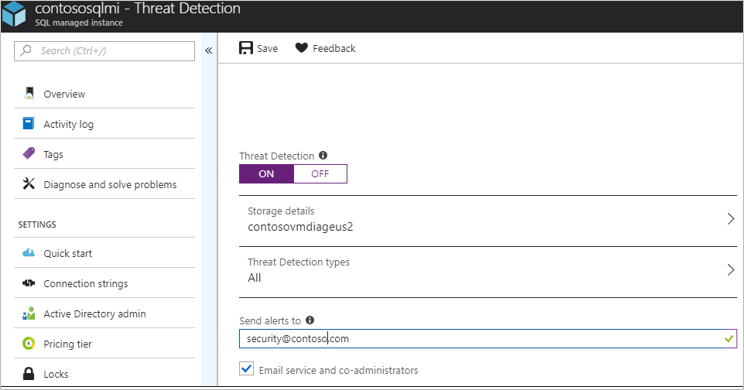 contososqlmi - Threat Detection
SQL managed instance
Search (Ctrl+/)
«
Save
Feedback
Overview
Activity log
Tags
Diagnose and solve problems
SETTINGS
Quick start
Connection strings
Active Directory admin
Pricing tier
Locks
Threat Detection
ON
OFF
Storage details
contosovmdiageus2
Threat Detection types
All
Send alerts to
security@contoso.com
Email service and co-administrators